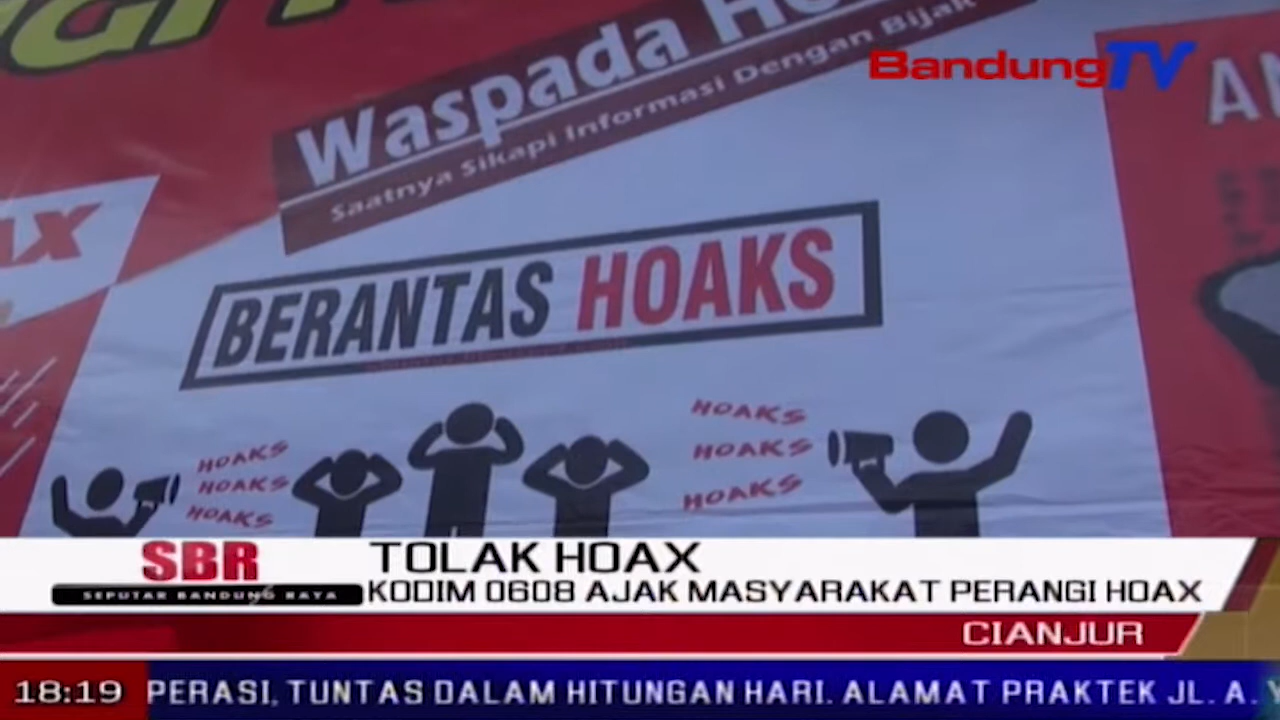 Waspada
Saatnya Sikapi Informasi Dengan Bijak
BandungTV
BERANTAS HOAKS
HOAKS
HOAKS
HOAKS
HOAKS
HOAKS
HOAKS
SBR
SEPUTAR BANDUNG RAYA
TOLAK HOAX
KODIM 0608 AJAK MASYARAKAT PERANGI HOAX
CIANJUR
18:19 PERASI, TUNTAS DALAM HITUNGAN HARI. ALAMAT PRAKTEK JL. A.